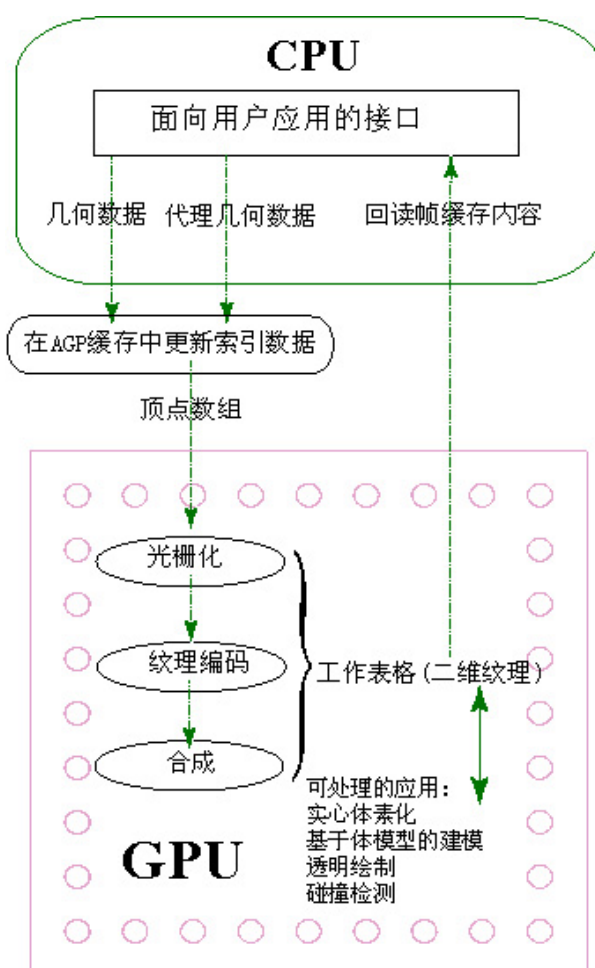 CPU
面向用户应用的接口
几何数据
代理几何数据
回读帧缓存内容
在AGP缓存中更新索引数据
顶点数组
光栅化
纹理编码
工作表格(二维纹理)
合成
可处理的应用:
实心体素化
基于体模型的建模
透明绘制
碰撞检测
GPU